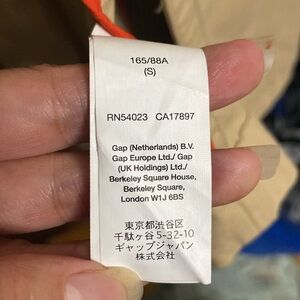 165/88A
(S)
RN54023 CA17897
Gap (Netherlands) B.V.
Gap Europe Ltd./ Gap
(UK Holdings) Ltd./
Berkeley Square House,
Berkeley Square,
London W1J 6BS
東京都渋谷区
千駄ヶ谷5-32-10
ギャップジャパン
株式会社